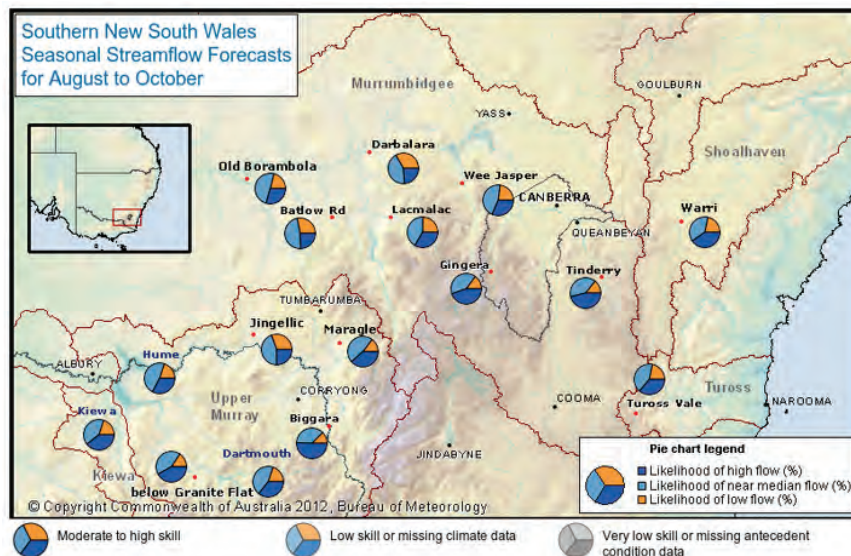 Southern New South Wales
Seasonal Streamflow Forecasts
for August to October
Murrumbidgee
GOULBURN
YASS
Darbalara
Shoalhaven
Old Borambola
Wee Jasper
CANBERRA
Batlow Rd
Lacmalac
Warri
QUEANBEYAN
Gingera
Tinderry
TUMBARUMBA
Jingellic
Maragle
ALBURY
Hume
Upper
Murray
CORRYONG
COOMA
Tuross
NAROOMA
Tuross Vale
Kiewa
Biggara
Dartmouth
JINDABYNE
Kiewa
below Granite Flat
Pie chart legend
Likelihood of high flow (%)
Likelihood of near median flow (%)
Likelihood of low flow (%)
© Copyright Commonwealth of Australia 2012, Bureau of Meteorology
Moderate to high skill
Low skill or missing climate data
Very low skill or missing antecedent
condition data